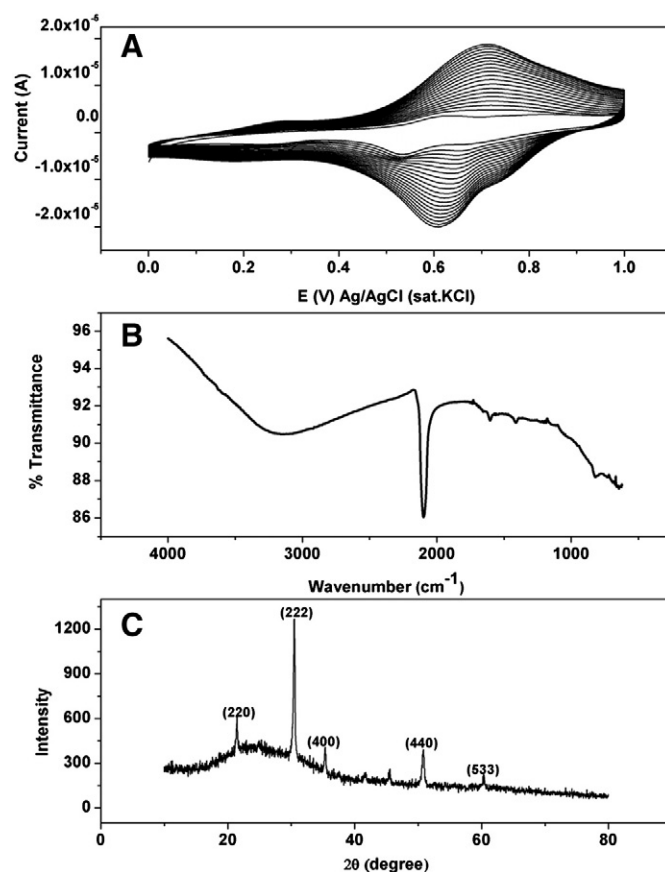 A
2.0x10⁻⁵
1.0x10⁻⁵
0.0
-1.0x10⁻⁵
-2.0x10⁻⁵
Current (A)
0.0 0.2 0.4 0.6 0.8 1.0
E (V) Ag/AgCl (sat.KCl)
B
96
94
92
90
88
86
% Transmittance
4000 3000 2000 1000
Wavenumber (cm⁻¹)
C
1200
900
600
300
0
Intensity
(220)
(222)
(400)
(440)
(533)
0 20 40 60 80
2θ (degree)